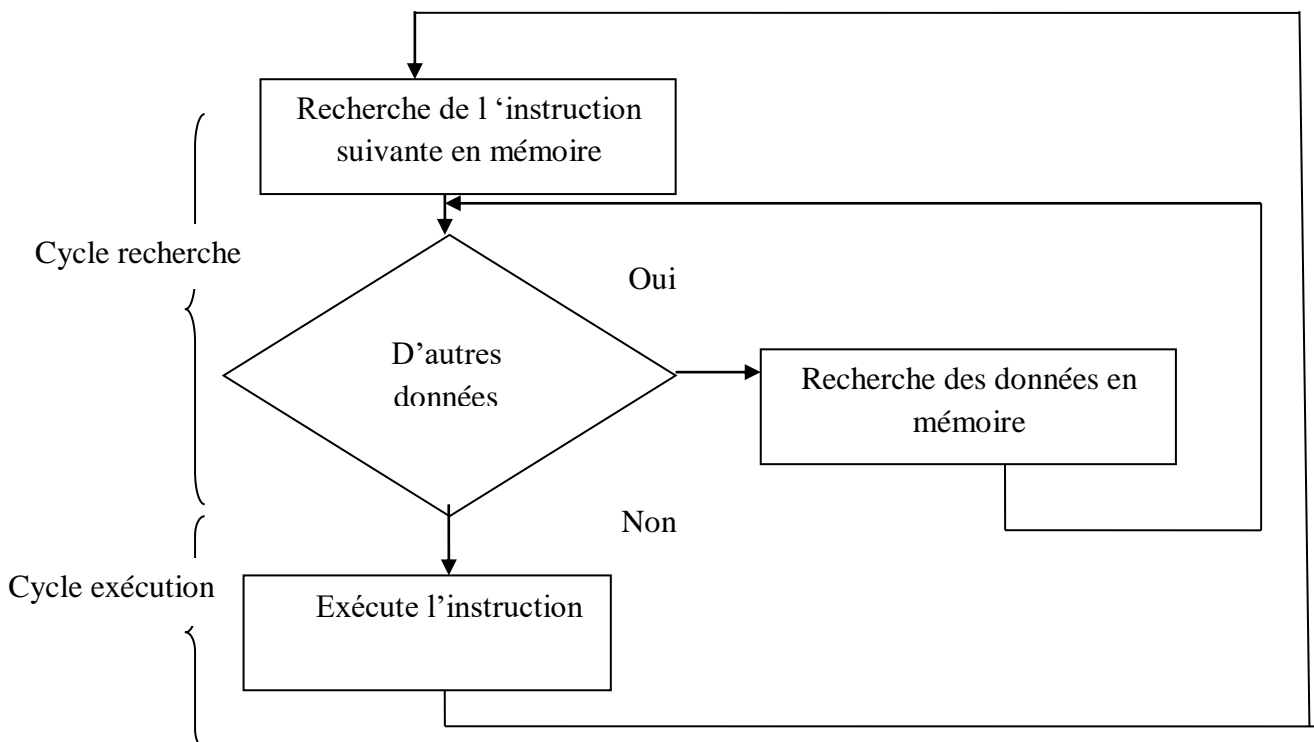 Recherche de l ‘instruction
suivante en mémoire
Cycle recherche
Oui
D’autres
données
Recherche des données en
mémoire
Non
Cycle exécution
Exécute l’instruction